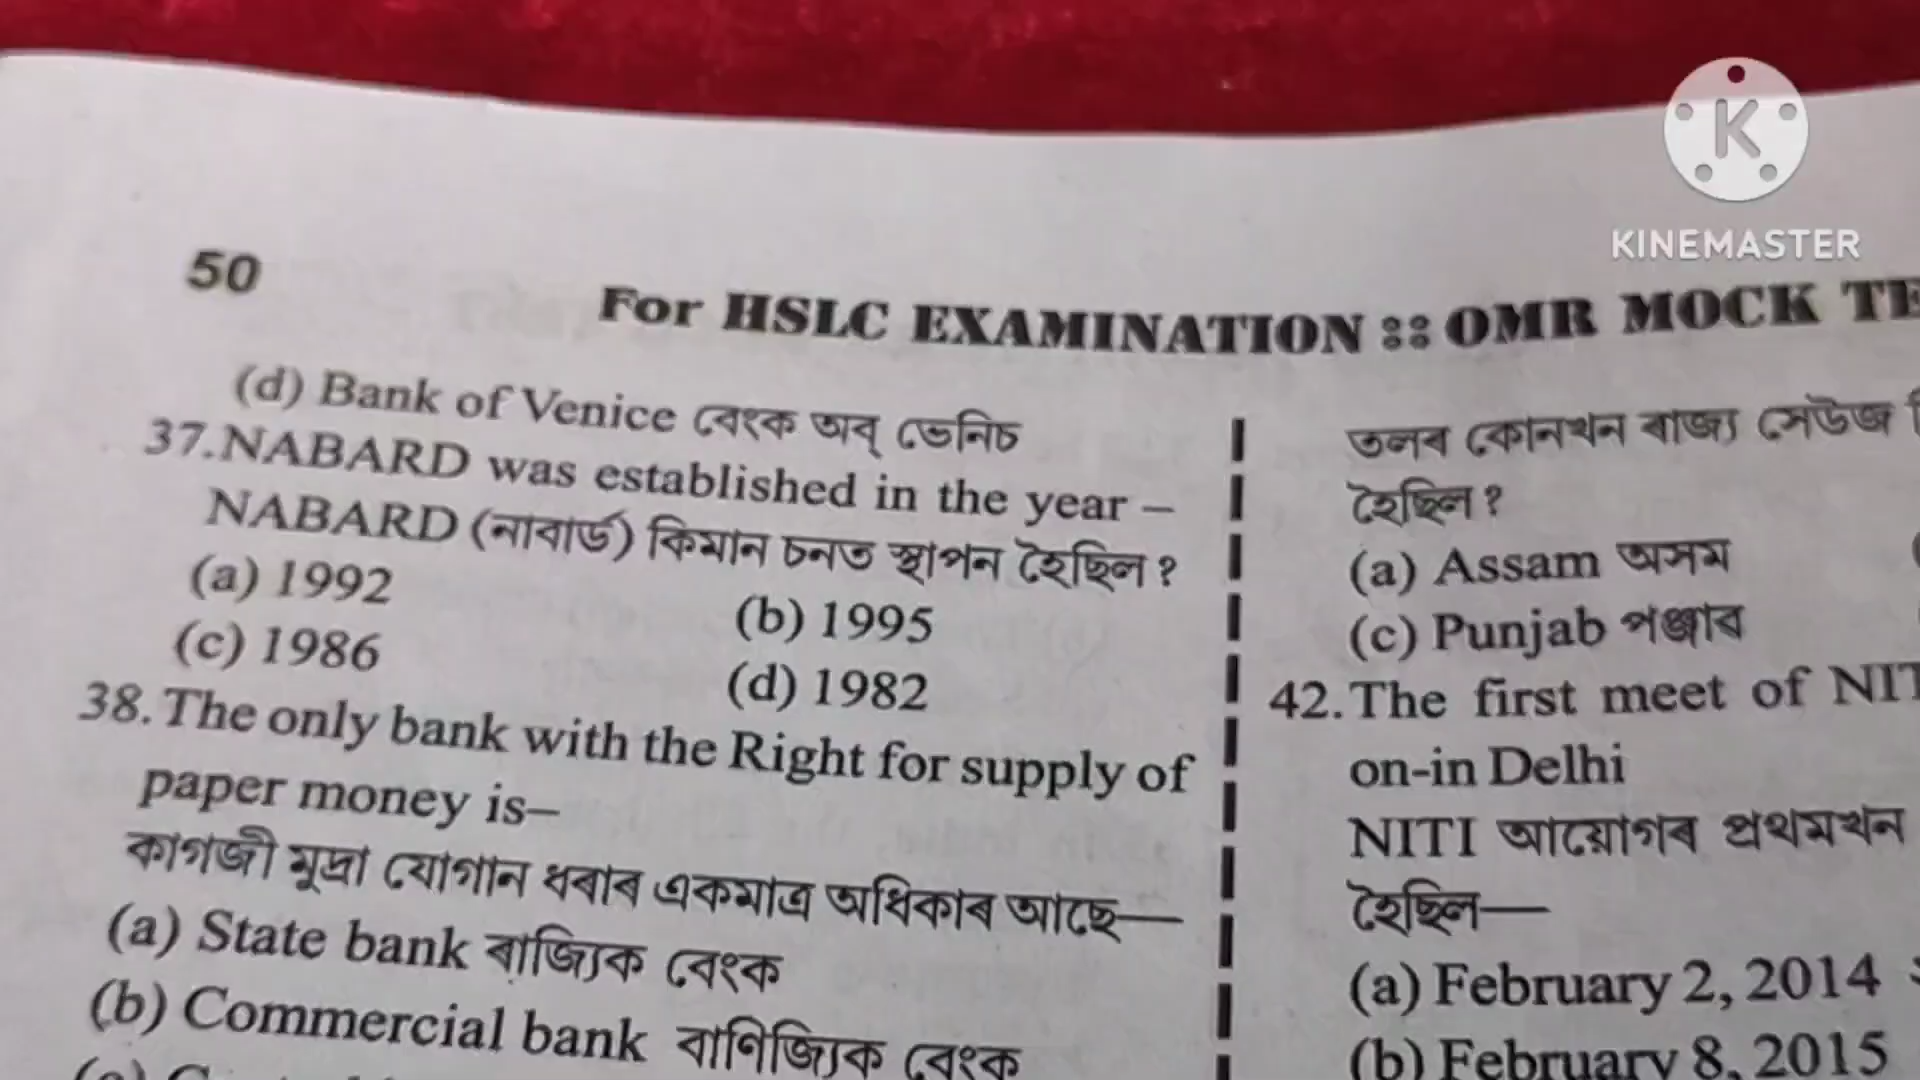 KINEMASTER
50
For HSLC EXAMINATION :: OMR MOCK
(d) Bank of Venice বেংক অব্ ভেনিচ
37. NABARD was established in the year –
NABARD (নাবার্ড) কিমান চনত স্থাপন হৈছিল ?
(a) 1992
(b) 1995
(c) 1986
(d) 1982
38. The only bank with the Right for supply of
paper money is–
কাগজী মুদ্ৰা যোগান ধৰাৰ একমাত্ৰ অধিকাৰ আছে—
(a) State bank ৰাজ্যিক বেংক
(b) Commercial bank বাণিজ্যিক বেংক
তলৰ কোনখন ৰাজ্য সেউজ
হৈছিল ?
(a) Assam অসম
(c) Punjab পঞ্জাব
42. The first meet of
on-in Delhi
NITI আয়োগৰ প্ৰথমখন
হৈছিল—
(a) February 2, 2014
(b) February 8, 2015